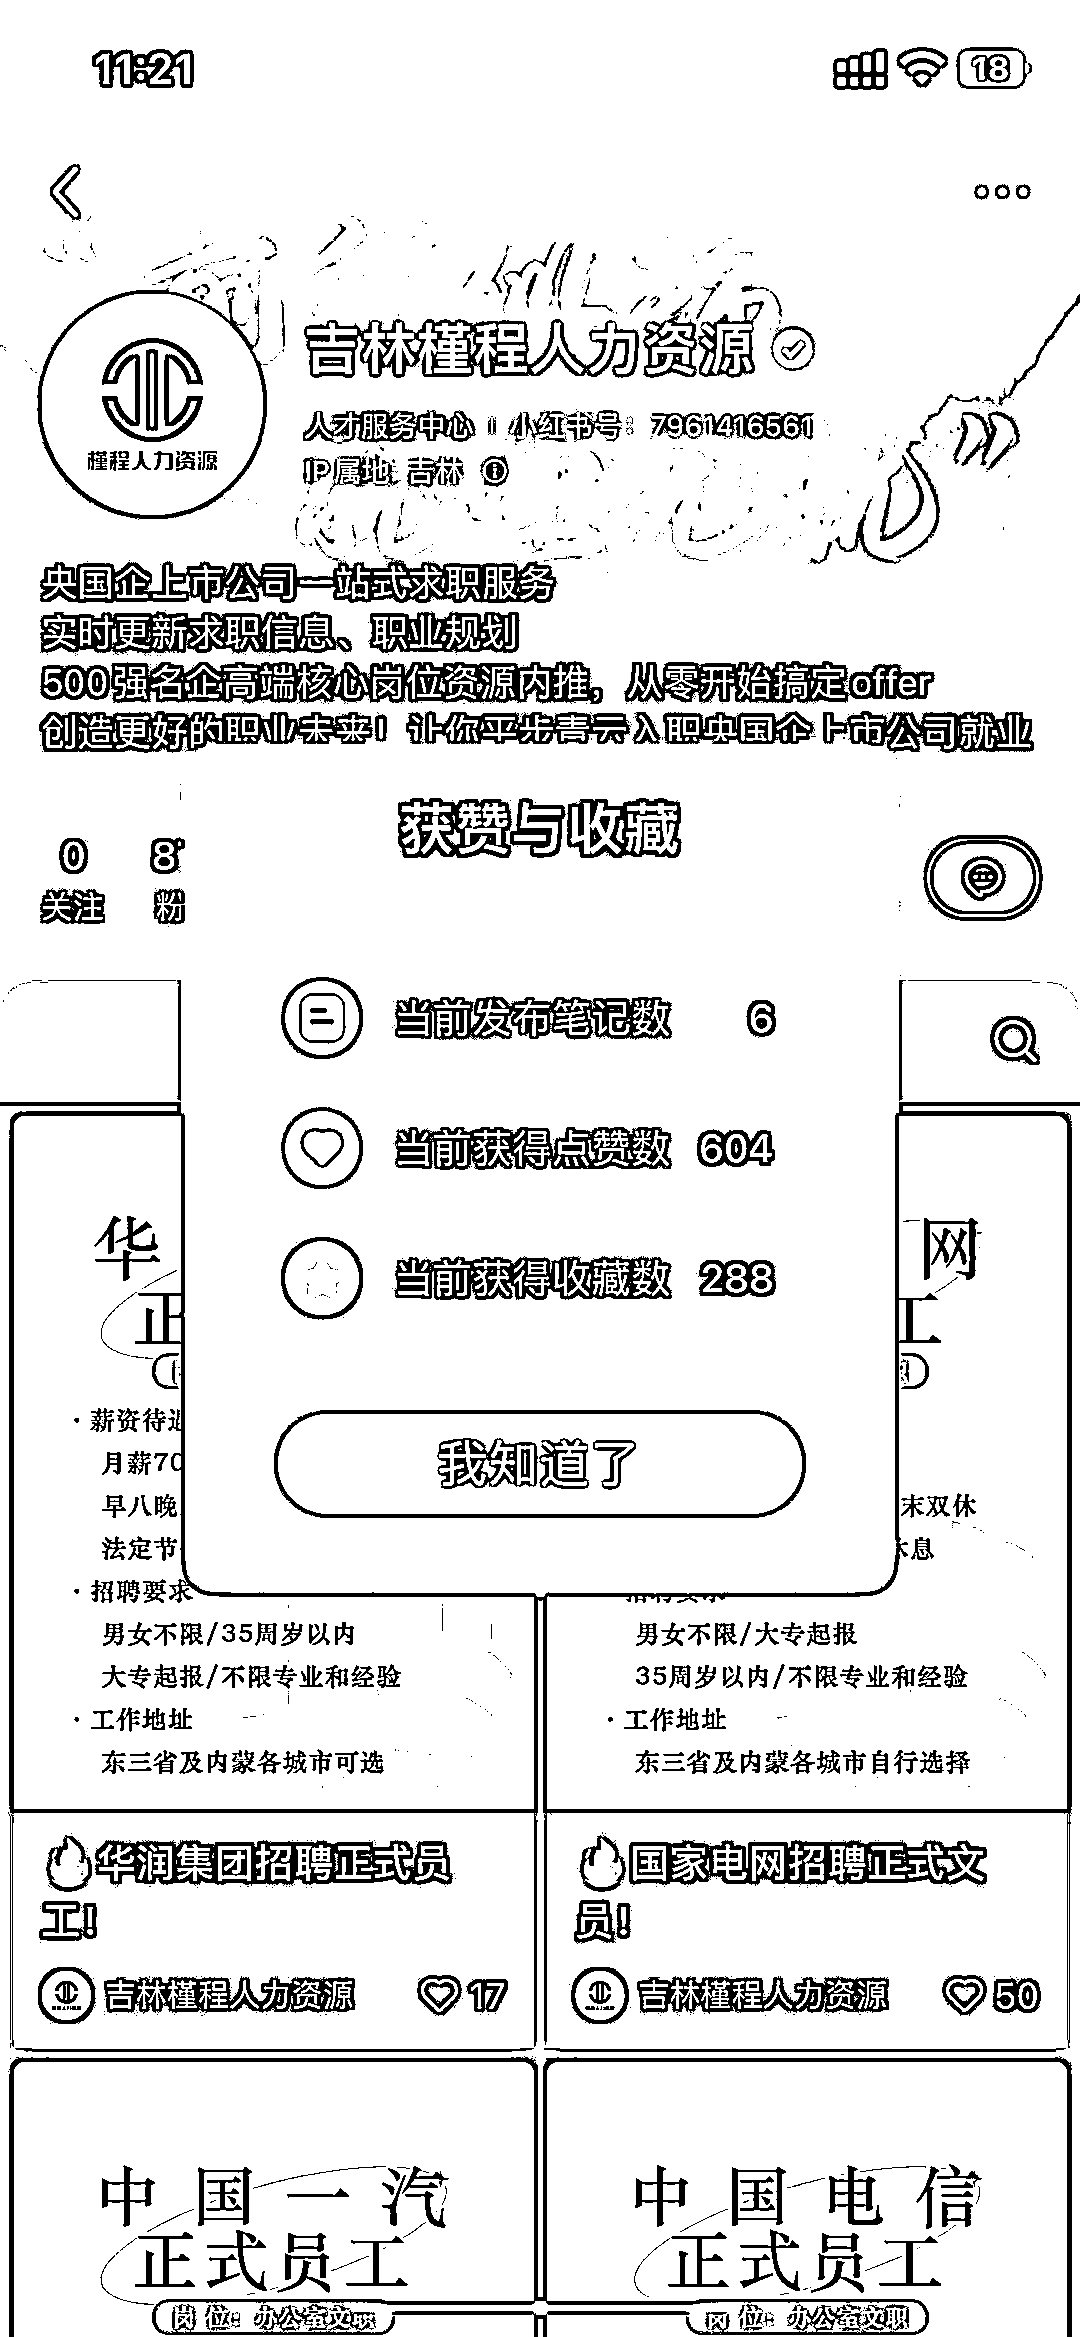 11:21
18
吉林槿程人力资源
槿程人力资源
人才服务中心 | 小红书号: 7961416561
IP属地: 吉林
央国企上市公司一站式求职服务
实时更新求职信息、职业规划
500强名企高端核心岗位资源内推, 从零开始搞定offer
创造更好的职业未来! 让你平步青云入职央国企上市公司就业
0 8
关注 粉
获赞与收藏
当前发布笔记数 6
当前获得点赞数 604
当前获得收藏数 288
我知道了
华
正
·薪资待遇
月薪70
早八晚
法定节
·招聘要求
男女不限/35周岁以内
大专起报/不限专业和经验
·工作地址
东三省及内蒙各城市可选
网
工
末双休
休息
招聘要求
男女不限/大专起报
35周岁以内/不限专业和经验
·工作地址
东三省及内蒙各城市自行选择
🔥华润集团招聘正式员
工!
吉林槿程人力资源 17
🔥国家电网招聘正式文
员!
吉林槿程人力资源 50
中国一汽
正式员工
岗位: 办公室文职
中国电信
正式员工
岗位: 办公室文职